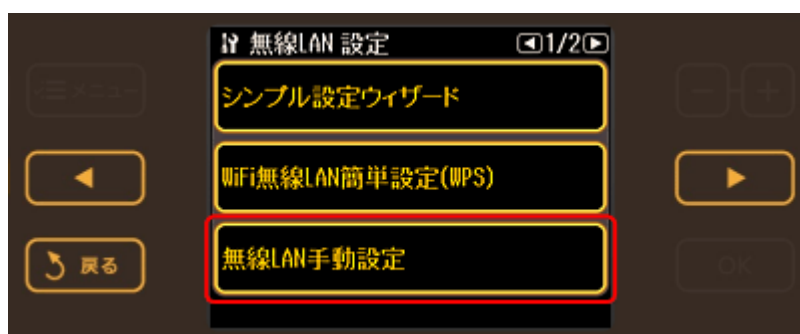 無線LAN 設定 ◀1/2▶
メニュー
シンプル設定ウィザード
- +
WiFi無線LAN簡単設定(WPS)
戻る
無線LAN手動設定
OK